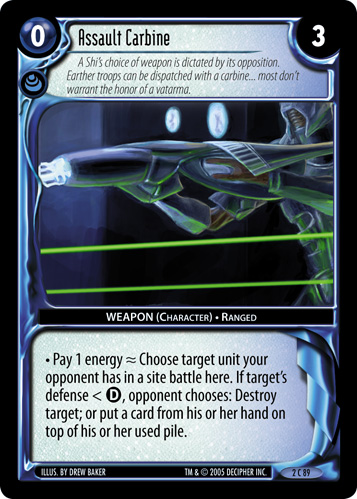 0 Assault Carbine 3
A Shi's choice of weapon is dictated by its opposition.
Earther troops can be dispatched with a carbine... most don't
warrant the honor of a vatarma.
WEAPON (CHARACTER) • RANGED
• Pay 1 energy ≈ Choose target unit your
opponent has in a site battle here. If target's
defense < D, opponent chooses: Destroy
target; or put a card from his or her hand on
top of his or her used pile.
ILLUS. BY DREW BAKER TM & © 2005 DECIPHER INC. 2 C 89